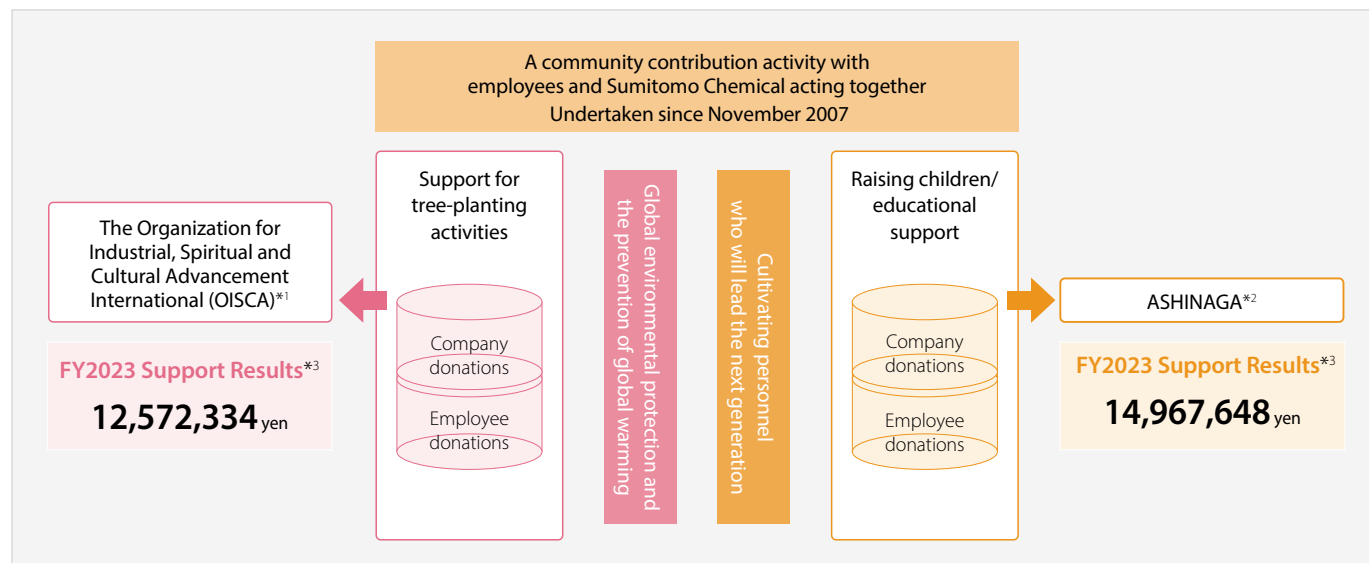 A community contribution activity with
employees and Sumitomo Chemical acting together
Undertaken since November 2007
The Organization for
Industrial, Spiritual and
Cultural Advancement
International (OISCA)*1
FY2023 Support Results*3
12,572,334 yen
Support for
tree-planting
activities
Company
donations
Employee
donations
Global environmental protection and
the prevention of global warming
Cultivating personnel
who will lead the next generation
Raising children/
educational
support
Company
donations
Employee
donations
ASHINAGA*2
FY2023 Support Results*3
14,967,648 yen